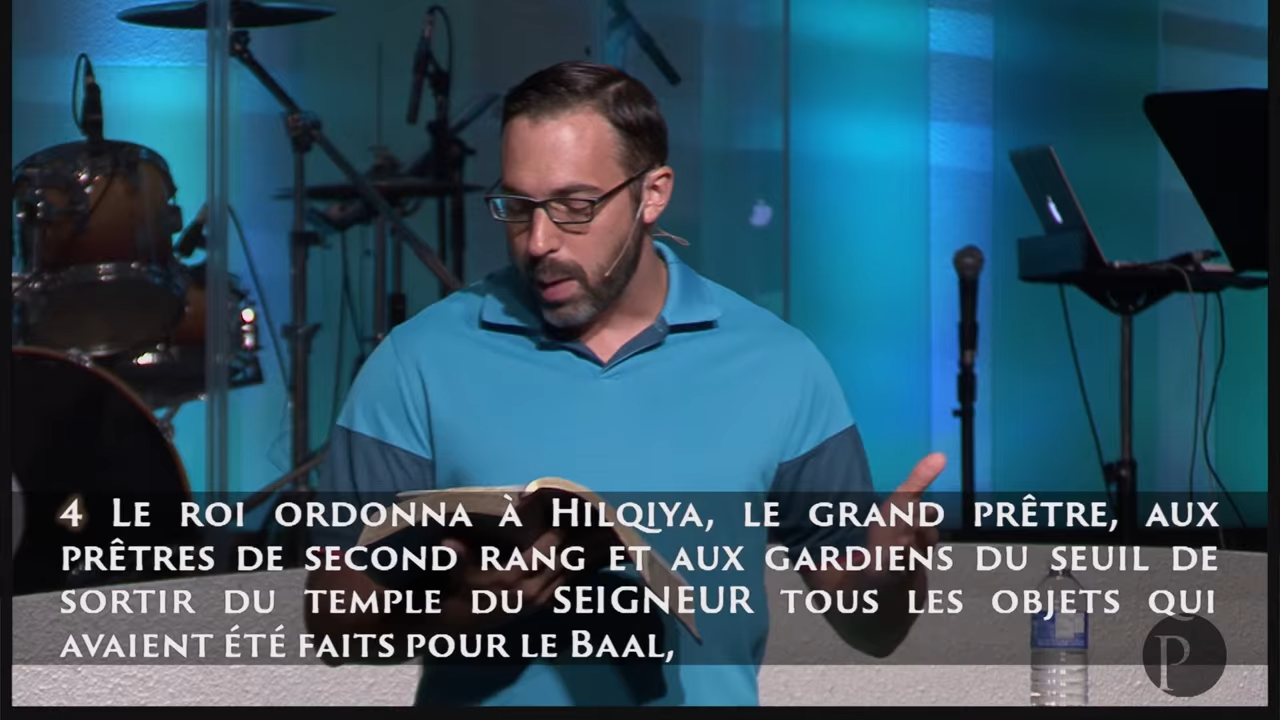 4 Le roi ordonna à Hilqiya, le grand prêtre, aux
prêtres de second rang et aux gardiens du seuil de
sortir du temple du SEIGNEUR tous les objets qui
avaient été faits pour le Baal,
P